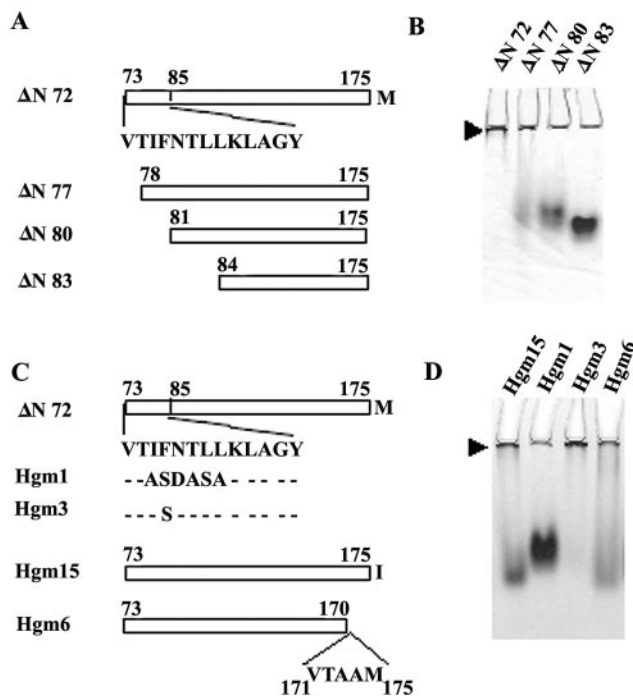 A
73 85 175
ΔN 72 M
VTIFNTLLKLAGY
78 175
ΔN 77
81 175
ΔN 80
84 175
ΔN 83
B
ΔN 72 ΔN 77 ΔN 80 ΔN 83
C
73 85 175
ΔN 72 M
VTIFNTLLKLAGY
Hgm1 --ASDASA-----
Hgm3 ---S---------
73 175
Hgm15 I
73 170
Hgm6
VTAAM
171 175
D
Hgm15 Hgm1 Hgm3 Hgm6